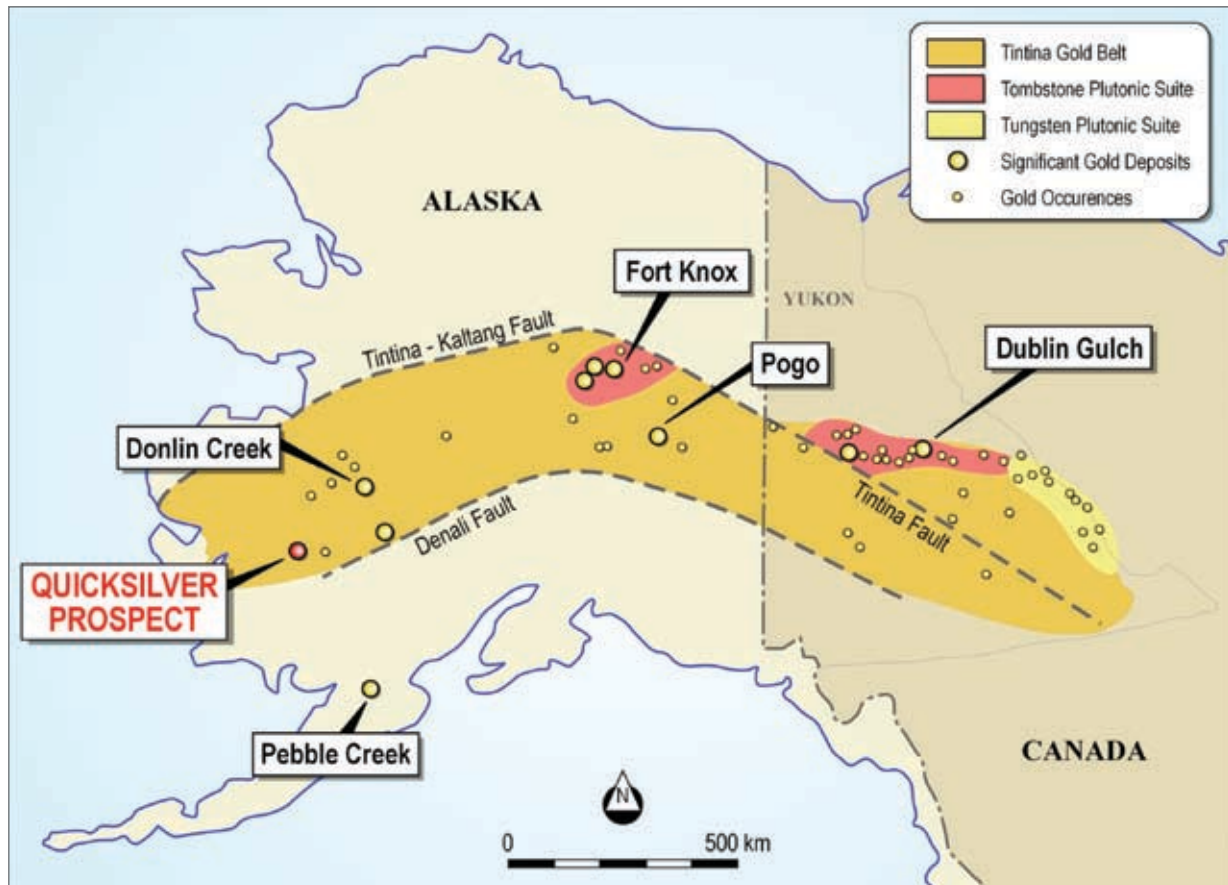 Tintina Gold Belt
Tombstone Plutonic Suite
Tungsten Plutonic Suite
Significant Gold Deposits
Gold Occurences
ALASKA
Fort Knox
YUKON
Tintina - Kaltang Fault
Pogo
Dublin Gulch
Donlin Creek
Denali Fault
Tintina Fault
QUICKSILVER
PROSPECT
Pebble Creek
CANADA
N
0 500 km